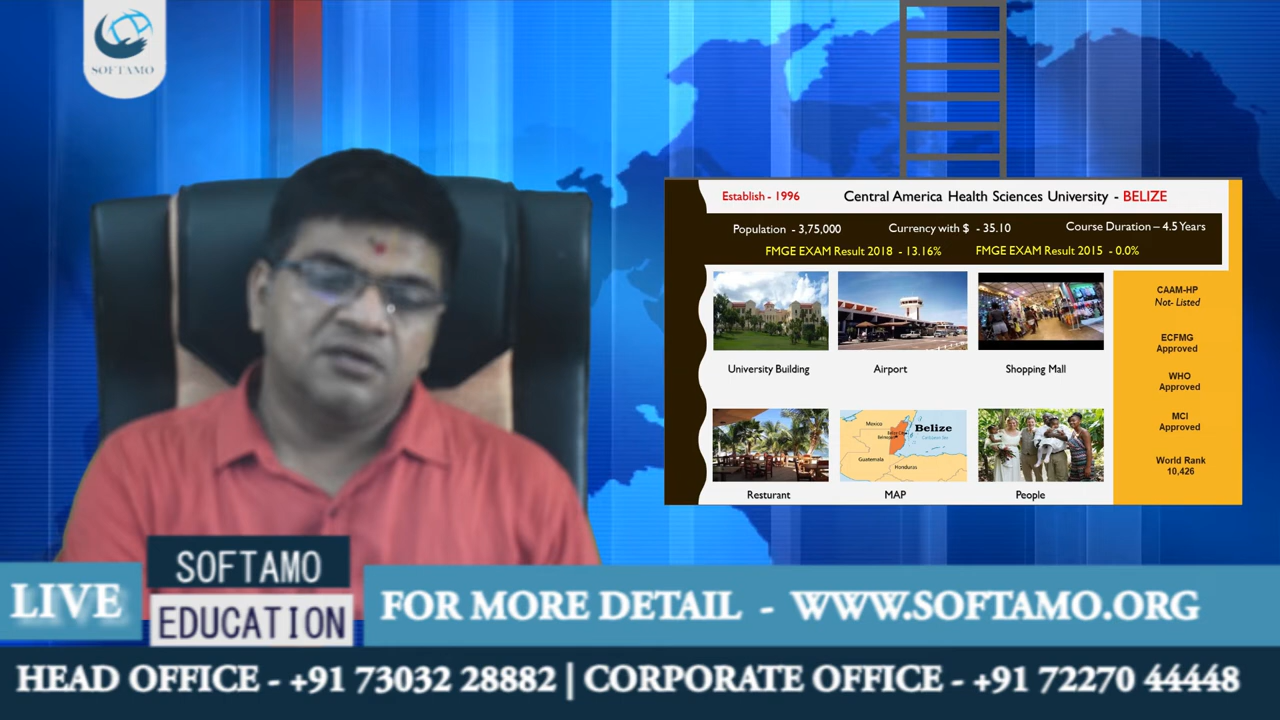 SOFTAMO
Establish - 1996 Central America Health Sciences University - BELIZE
Population - 3,75,000 Currency with $ - 35.10 Course Duration – 4.5 Years
FMGE EXAM Result 2018 - 13.16% FMGE EXAM Result 2015 - 0.0%
CAAM-HP
Not- Listed
ECFMG
Approved
WHO
Approved
MCI
Approved
World Rank
10,426
University Building Airport Shopping Mall
Mexico
Belize
Guatemala
Honduras
Resturant MAP People
LIVE
SOFTAMO
EDUCATION
FOR MORE DETAIL - WWW.SOFTAMO.ORG
HEAD OFFICE - +91 73032 28882 | CORPORATE OFFICE - +91 72270 44448